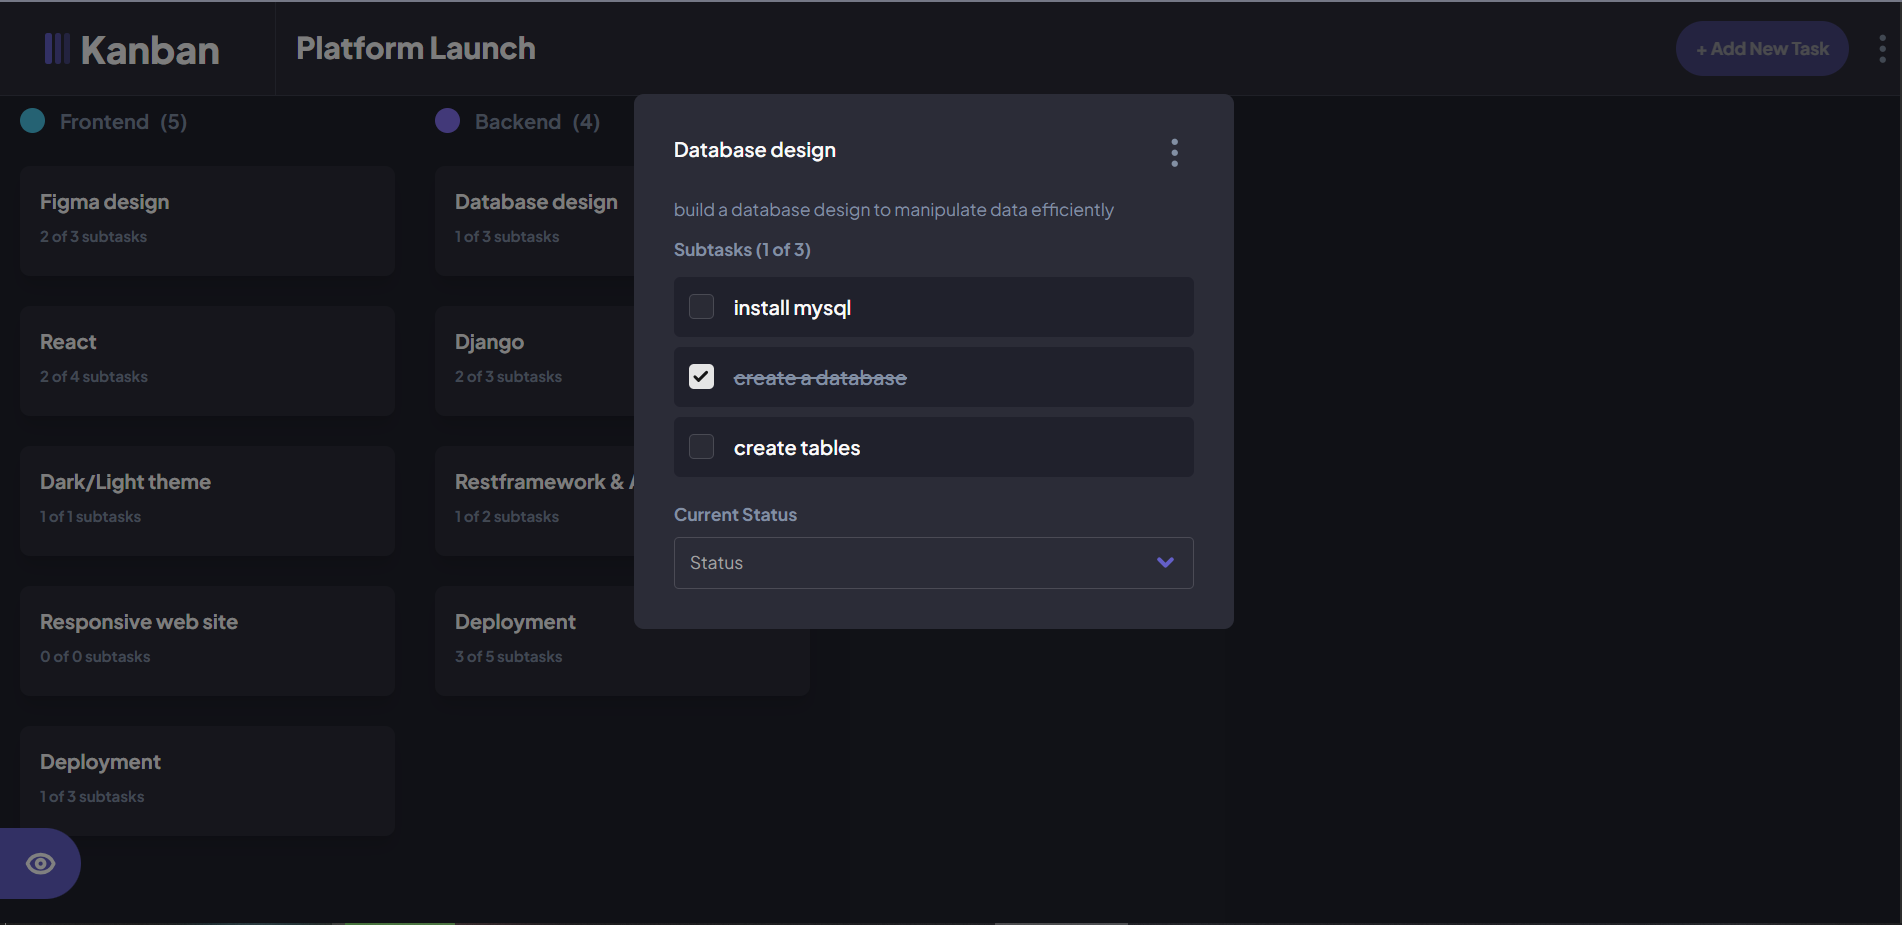 Kanban
Platform Launch
+ Add New Task
Frontend (5)
Figma design
2 of 3 subtasks
React
2 of 4 subtasks
Dark/Light theme
1 of 1 subtasks
Responsive web site
0 of 0 subtasks
Deployment
1 of 3 subtasks
Backend (4)
Database design
1 of 3 subtasks
Django
2 of 3 subtasks
Restframework &
1 of 2 subtasks
Deployment
3 of 5 subtasks
Database design
build a database design to manipulate data efficiently
Subtasks (1 of 3)
install mysql
create a database
create tables
Current Status
Status